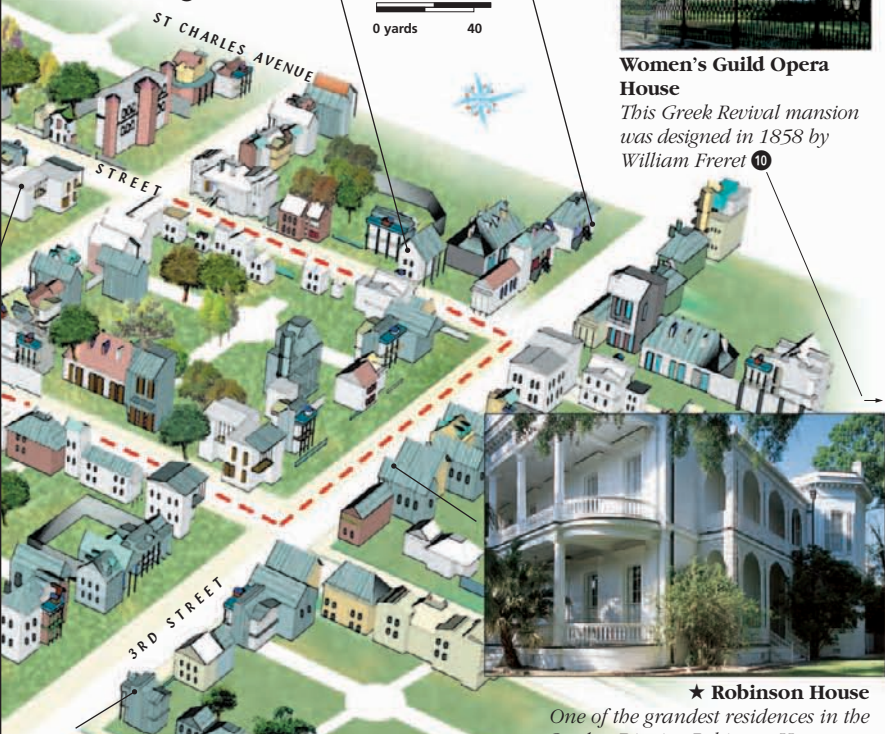 ST CHARLES AVENUE
0 yards 40
STREET
Women's Guild Opera
House
This Greek Revival mansion
was designed in 1858 by
William Freret 10
3RD STREET
★ Robinson House
One of the grandest residences in the